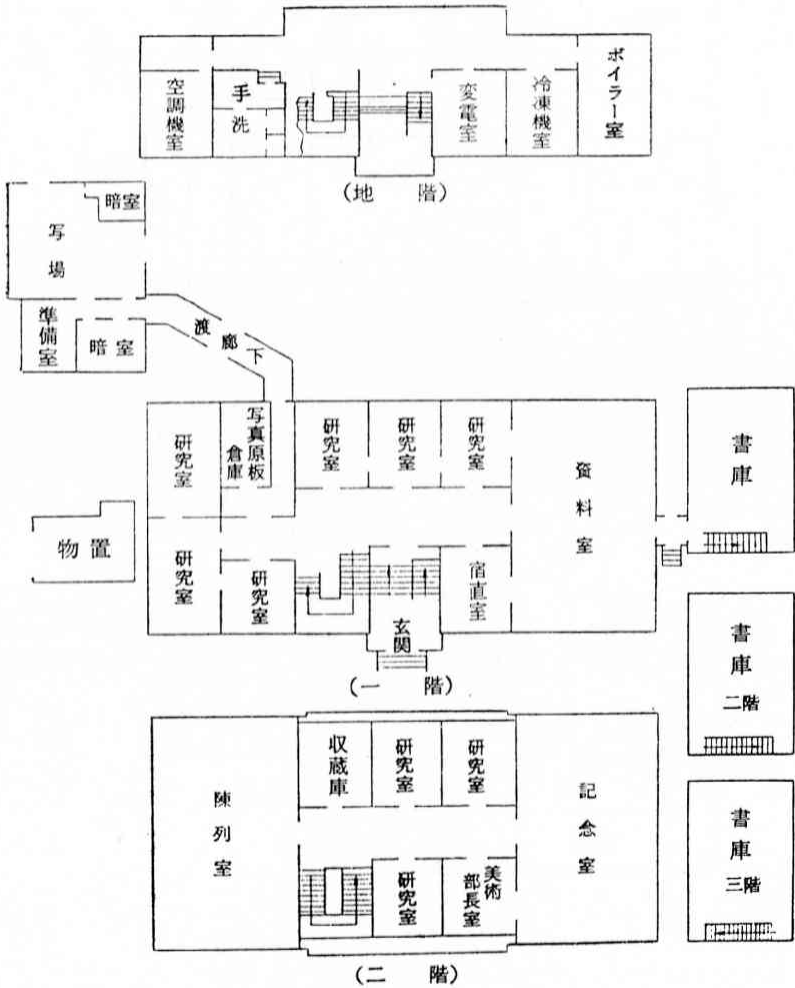 空調機室
手洗
変電室
冷凍機室
ボイラー室
(地階)
暗室
写場
準備室
暗室
渡廊下
研究室
写真原板倉庫
研究室
研究室
研究室
資料室
書庫
物置
研究室
研究室
宿直室
玄関
(一階)
書庫
二階
陳列室
収蔵庫
研究室
研究室
記念室
研究室
美術部長室
書庫
三階
(二階)